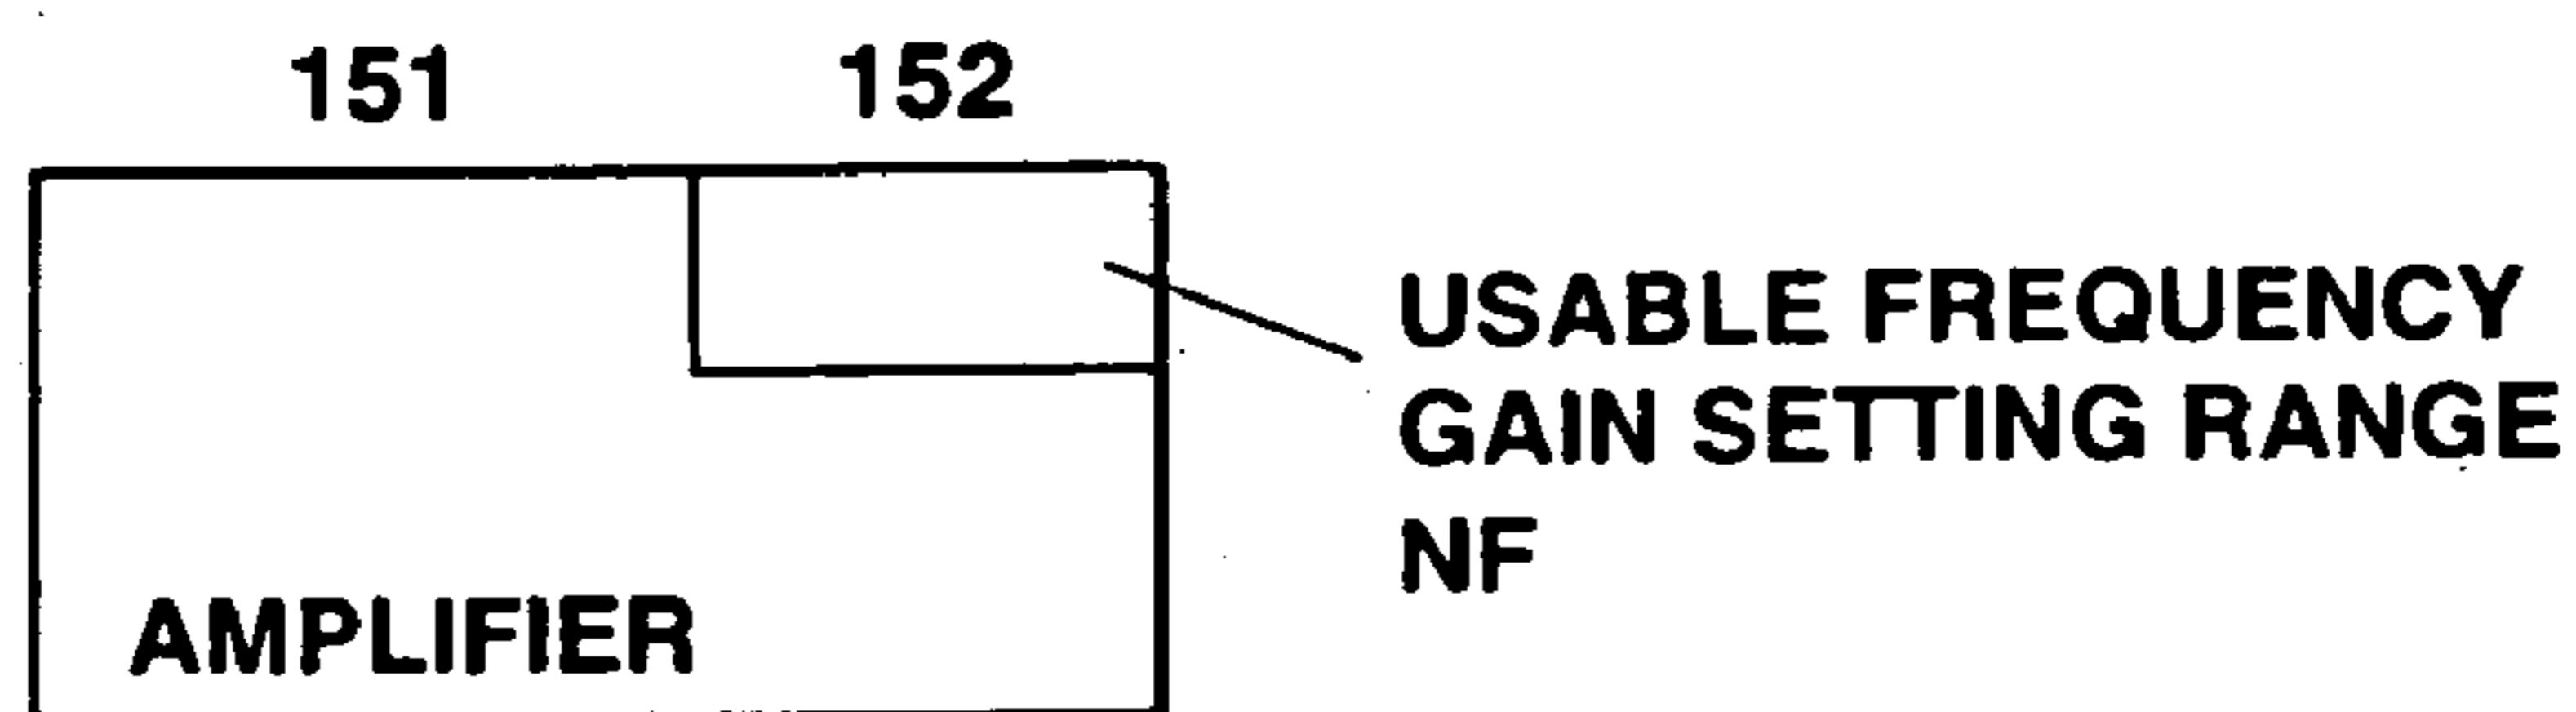 151 152
USABLE FREQUENCY
GAIN SETTING RANGE
NF
AMPLIFIER